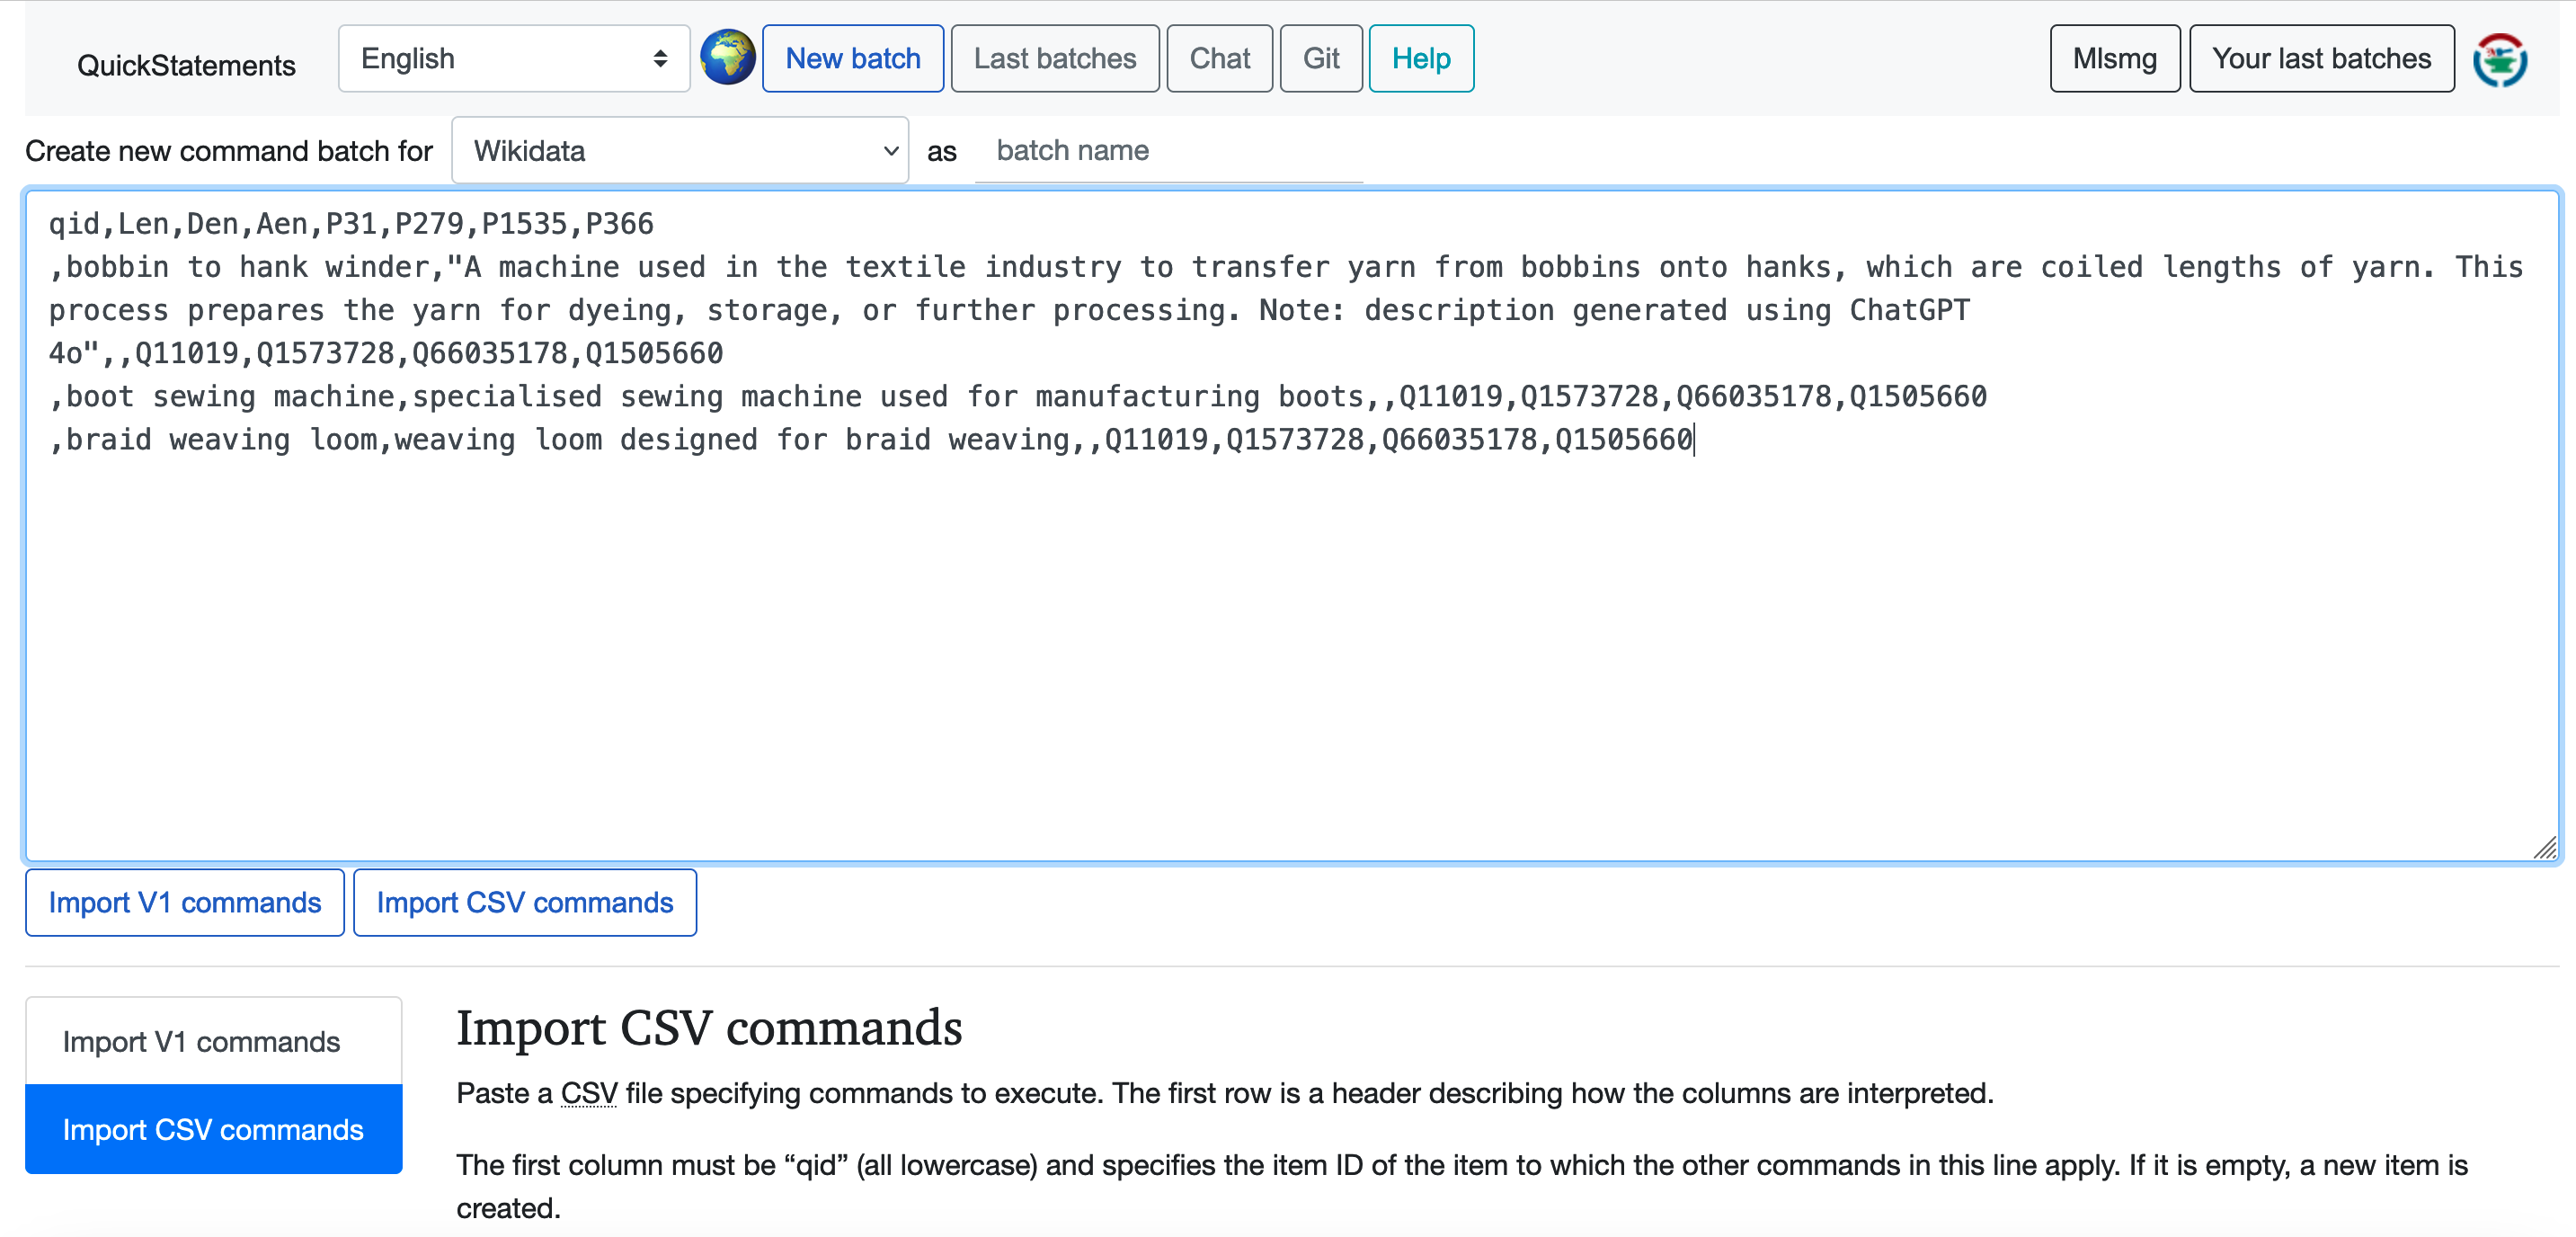 QuickStatements English New batch Last batches Chat Git Help Mlsmg Your last batches
Create new command batch for Wikidata as batch name
qid,Len,Den,Aen,P31,P279,P1535,P366
,bobbin to hank winder,"A machine used in the textile industry to transfer yarn from bobbins onto hanks, which are coiled lengths of yarn. This
process prepares the yarn for dyeing, storage, or further processing. Note: description generated using ChatGPT
4o",,Q11019,Q1573728,Q66035178,Q1505660
,boot sewing machine,specialised sewing machine used for manufacturing boots,,Q11019,Q1573728,Q66035178,Q1505660
,braid weaving loom,weaving loom designed for braid weaving,,Q11019,Q1573728,Q66035178,Q1505660
Import V1 commands Import CSV commands
Import V1 commands
Import CSV commands
Import CSV commands
Paste a CSV file specifying commands to execute. The first row is a header describing how the columns are interpreted.
The first column must be “qid” (all lowercase) and specifies the item ID of the item to which the other commands in this line apply. If it is empty, a new item is
created.